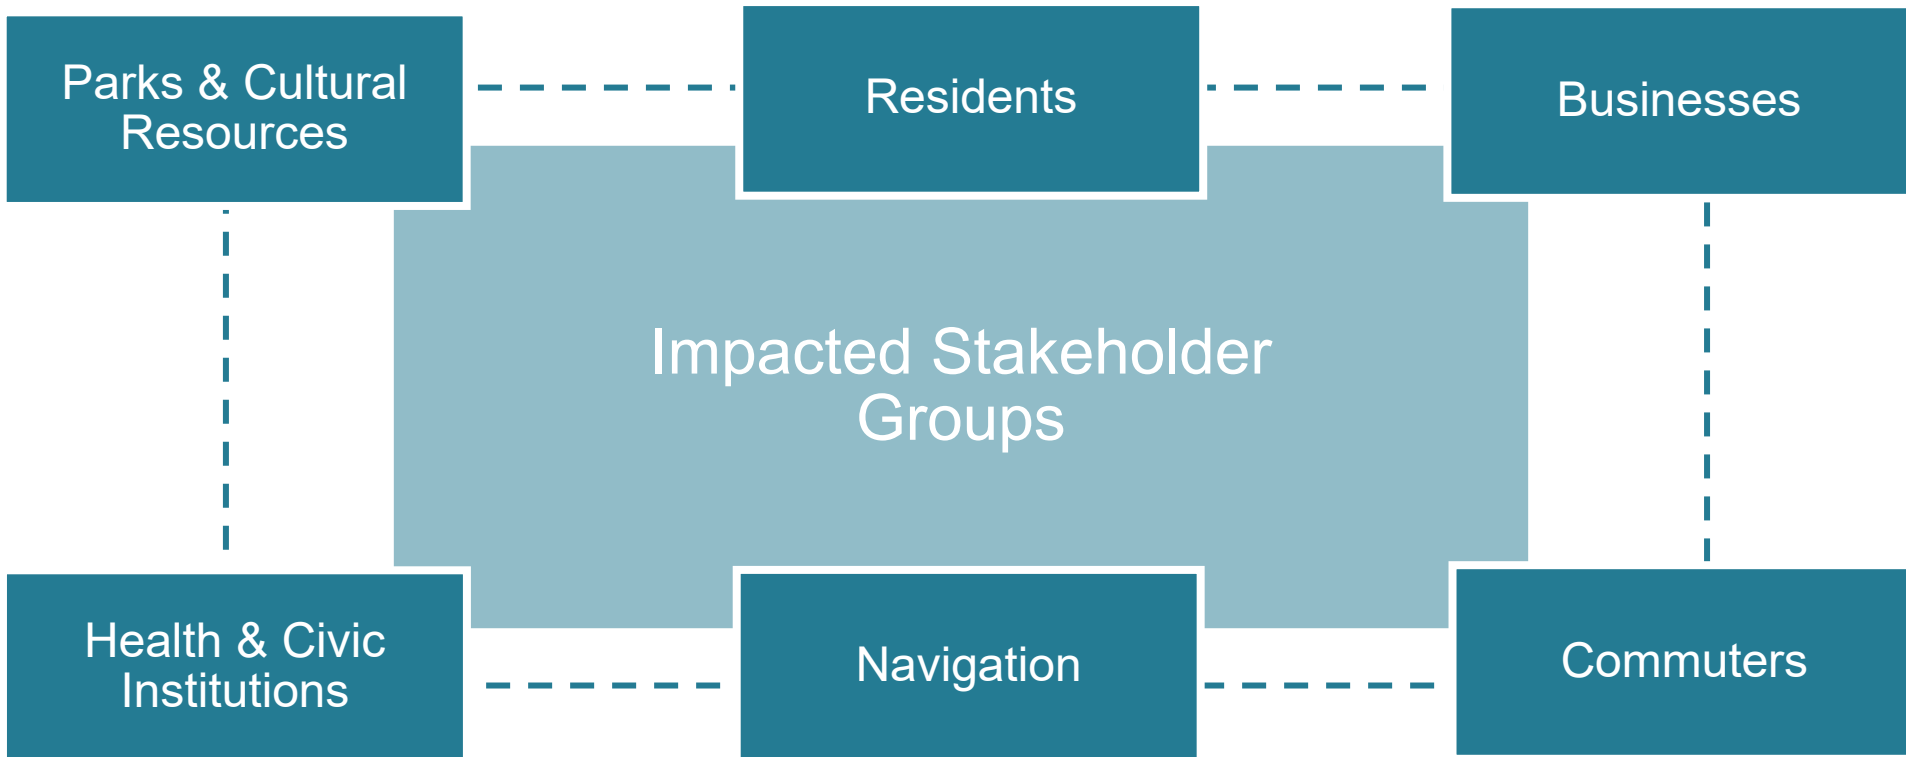 Parks & Cultural
Resources
Residents
Businesses
Impacted Stakeholder
Groups
Health & Civic
Institutions
Navigation
Commuters